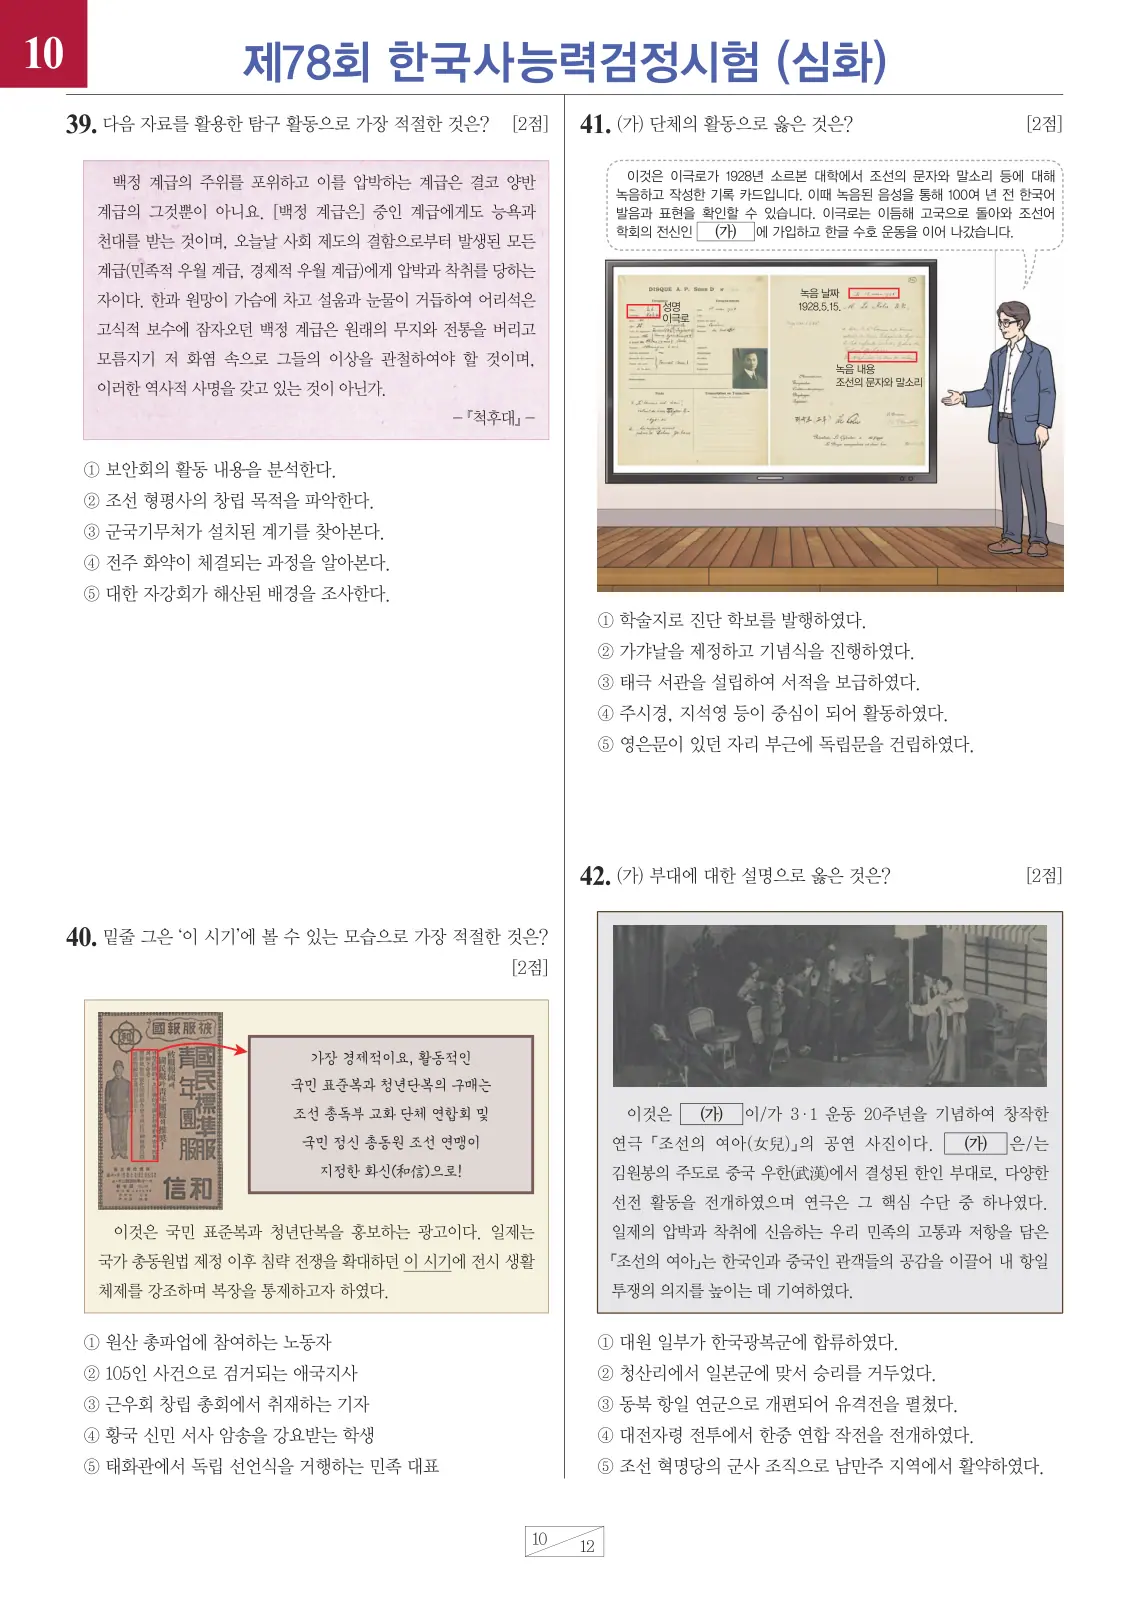 10
제78회 한국사능력검정시험 (심화)
39. 다음 자료를 활용한 탐구 활동으로 가장 적절한 것은? [2점]
백정 계급의 주위를 포위하고 이를 압박하는 계급은 결코 양반
계급의 그것뿐이 아니요. [백정 계급은] 중인 계급에게도 능욕과
천대를 받는 것이며, 오늘날 사회 제도의 결함으로부터 발생된 모든
계급(민족적 우월 계급, 경제적 우월 계급)에게 압박과 착취를 당하는
자이다. 한과 원망이 가슴에 차고 설움과 눈물이 거듭하여 어리석은
고식적 보수에 잠자오던 백정 계급은 원래의 무지와 전통을 버리고
모름지기 저 화염 속으로 그들의 이상을 관철하여야 할 것이며,
이러한 역사적 사명을 갖고 있는 것이 아닌가.
-『척후대』-
① 보안회의 활동 내용을 분석한다.
② 조선 형평사의 창립 목적을 파악한다.
③ 군국기무처가 설치된 계기를 찾아본다.
④ 전주 화약이 체결되는 과정을 알아본다.
⑤ 대한 자강회가 해산된 배경을 조사한다.
40. 밑줄 그은 ‘이 시기’에 볼 수 있는 모습으로 가장 적절한 것은?
[2점]
國報服被
國民標準服
青年團服
和信
가장 경제적이요, 활동적인
국민 표준복과 청년단복의 구매는
조선 총독부 교화 단체 연합회 및
국민 정신 총동원 조선 연맹이
지정한 화신(和信)으로!
이것은 국민 표준복과 청년단복을 홍보하는 광고이다. 일제는
국가 총동원법 제정 이후 침략 전쟁을 확대하던 이 시기에 전시 생활
체제를 강조하며 복장을 통제하고자 하였다.
① 원산 총파업에 참여하는 노동자
② 105인 사건으로 검거되는 애국지사
③ 근우회 창립 총회에서 취재하는 기자
④ 황국 신민 서사 암송을 강요받는 학생
⑤ 태화관에서 독립 선언식을 거행하는 민족 대표
41. (가) 단체의 활동으로 옳은 것은? [2점]
이것은 이극로가 1928년 소르본 대학에서 조선의 문자와 말소리 등에 대해
녹음하고 작성한 기록 카드입니다. 이때 녹음된 음성을 통해 100여 년 전 한국어
발음과 표현을 확인할 수 있습니다. 이극로는 이듬해 고국으로 돌아와 조선어
학회의 전신인 (가) 에 가입하고 한글 수호 운동을 이어 나갔습니다.
DISQUE A. P.
성명
이극로
녹음 날짜
1928.5.15.
녹음 내용
조선의 문자와 말소리
① 학술지로 진단 학보를 발행하였다.
② 가갸날을 제정하고 기념식을 진행하였다.
③ 태극 서관을 설립하여 서적을 보급하였다.
④ 주시경, 지석영 등이 중심이 되어 활동하였다.
⑤ 영은문이 있던 자리 부근에 독립문을 건립하였다.
42. (가) 부대에 대한 설명으로 옳은 것은? [2점]
이것은 (가) 이/가 3·1 운동 20주년을 기념하여 창작한
연극 「조선의 여아(女兒)」의 공연 사진이다. (가) 은/는
김원봉의 주도로 중국 우한(武漢)에서 결성된 한인 부대로, 다양한
선전 활동을 전개하였으며 연극은 그 핵심 수단 중 하나였다.
일제의 압박과 착취에 신음하는 우리 민족의 고통과 저항을 담은
「조선의 여아」는 한국인과 중국인 관객들의 공감을 이끌어 내 항일
투쟁의 의지를 높이는 데 기여하였다.
① 대원 일부가 한국광복군에 합류하였다.
② 청산리에서 일본군에 맞서 승리를 거두었다.
③ 동북 항일 연군으로 개편되어 유격전을 펼쳤다.
④ 대전자령 전투에서 한중 연합 작전을 전개하였다.
⑤ 조선 혁명당의 군사 조직으로 남만주 지역에서 활약하였다.
10
12